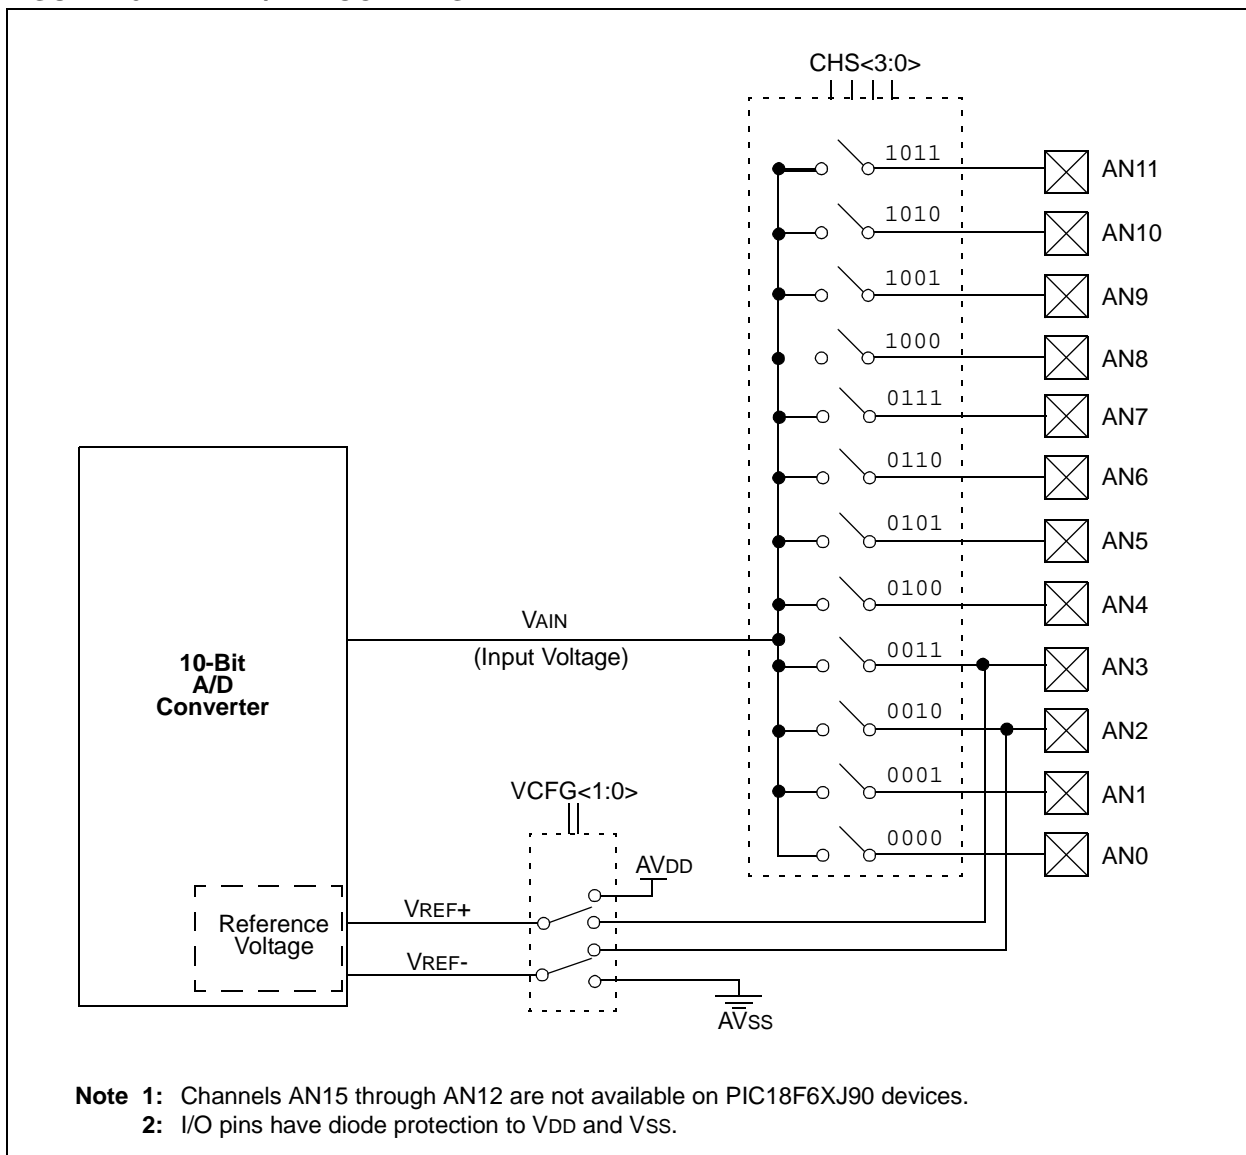 CHS<3:0>
1011 AN11
1010 AN10
1001 AN9
1000 AN8
0111 AN7
0110 AN6
0101 AN5
0100 AN4
VAIN
(Input Voltage)
0011 AN3
10-Bit
A/D
Converter
0010 AN2
0001 AN1
VCFG<1:0>
0000 AN0
AVDD
Reference
Voltage
VREF+
VREF-
AVSS
Note 1: Channels AN15 through AN12 are not available on PIC18F6XJ90 devices.
2: I/O pins have diode protection to VDD and VSS.